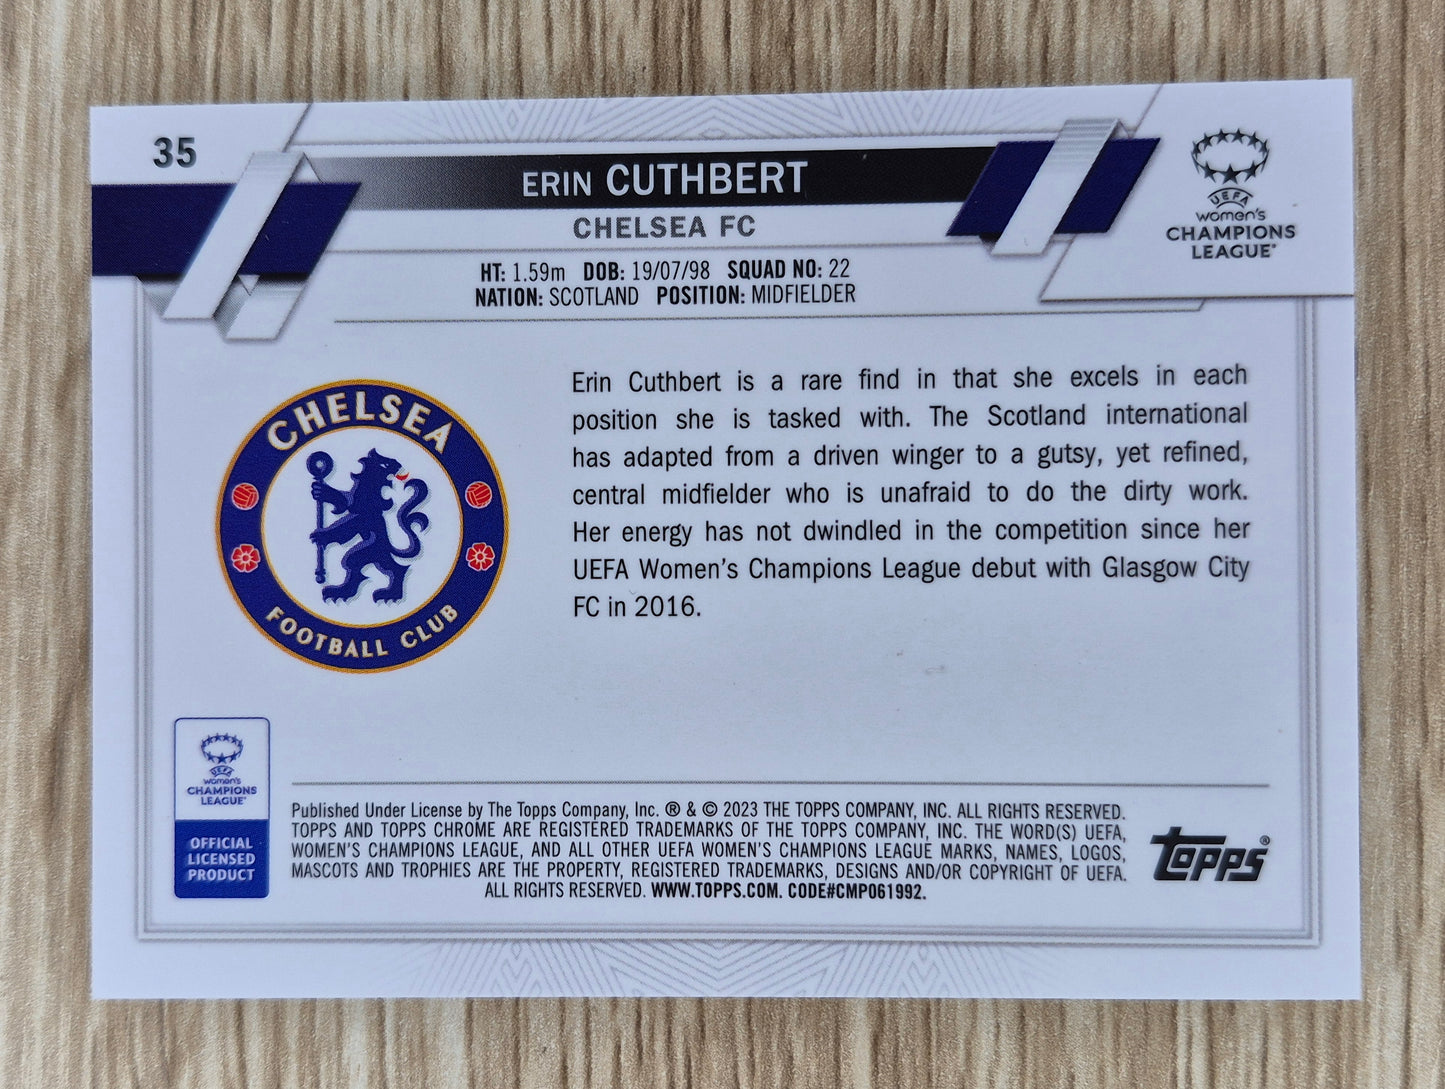 35
ERIN CUTHBERT
CHELSEA FC
HT: 1.59m DOB: 19/07/98 SQUAD NO: 22
NATION: SCOTLAND POSITION: MIDFIELDER
UEFA
women's
CHAMPIONS
LEAGUE®
CHELSEA
FOOTBALL CLUB
Erin Cuthbert is a rare find in that she excels in each
position she is tasked with. The Scotland international
has adapted from a driven winger to a gutsy, yet refined,
central midfielder who is unafraid to do the dirty work.
Her energy has not dwindled in the competition since her
UEFA Women's Champions League debut with Glasgow City
FC in 2016.
UEFA
women's
CHAMPIONS
LEAGUE®
OFFICIAL
LICENSED
PRODUCT
Published Under License by The Topps Company, Inc. ® & © 2023 THE TOPPS COMPANY, INC. ALL RIGHTS RESERVED.
TOPPS AND TOPPS CHROME ARE REGISTERED TRADEMARKS OF THE TOPPS COMPANY, INC. THE WORD(S) UEFA,
WOMEN'S CHAMPIONS LEAGUE, AND ALL OTHER UEFA WOMEN'S CHAMPIONS LEAGUE MARKS, NAMES, LOGOS,
MASCOTS AND TROPHIES ARE THE PROPERTY, REGISTERED TRADEMARKS, DESIGNS AND/OR COPYRIGHT OF UEFA.
ALL RIGHTS RESERVED. WWW.TOPPS.COM. CODE#CMP061992.
topps®